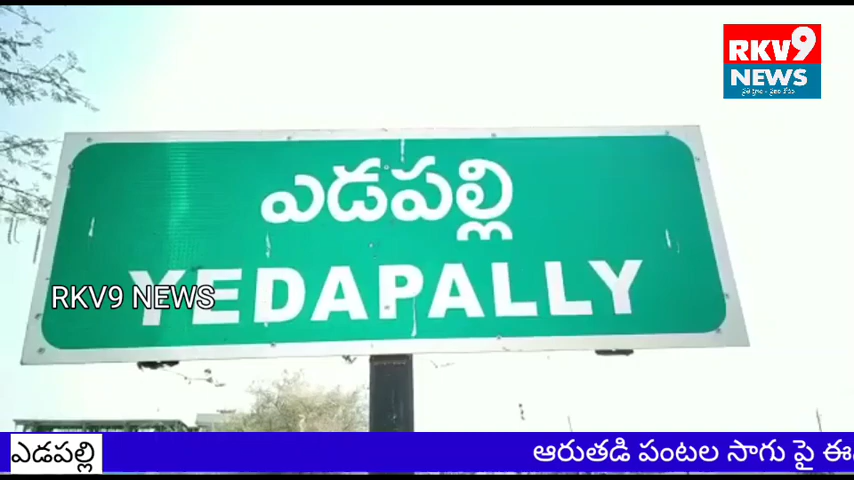 RKV9
NEWS
ఎడపల్లి
YEDAPALLY
RKV9 NEWS
ఎడపల్లి
ఆరుతడి పంటల సాగు పై